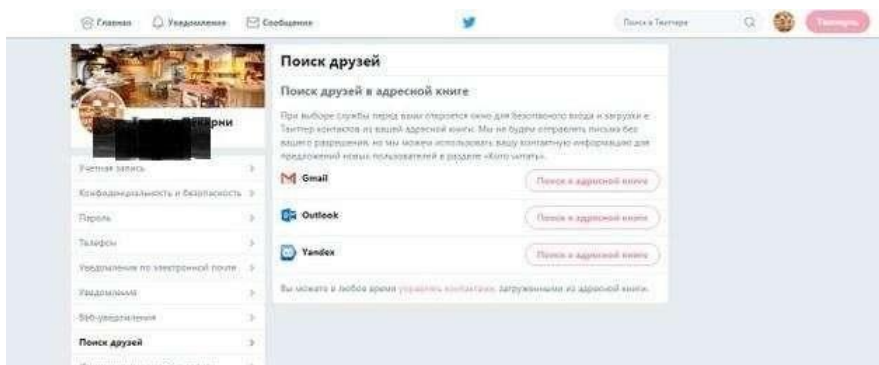 Главная Уведомления Сообщения Поиск в Твиттере Твитнуть
Поиск друзей
Поиск друзей в адресной книге
При выборе службы перед вами откроется окно для безопасного входа и загрузки в
Твиттер контактов из вашей адресной книги. Мы не будем отправлять письма без
вашего разрешения, но мы можем использовать вашу контактную информацию для
предложений новых пользователей в разделе «Кого читать».
Gmail Поиск в адресной книге
Outlook Поиск в адресной книге
Yandex Поиск в адресной книге
Вы можете в любое время управлять контактами, загруженными из адресной книги.
Учетная запись
Конфиденциальность и безопасность
Пароль
Телефон
Уведомления по электронной почте
Уведомления
Веб-уведомления
Поиск друзей